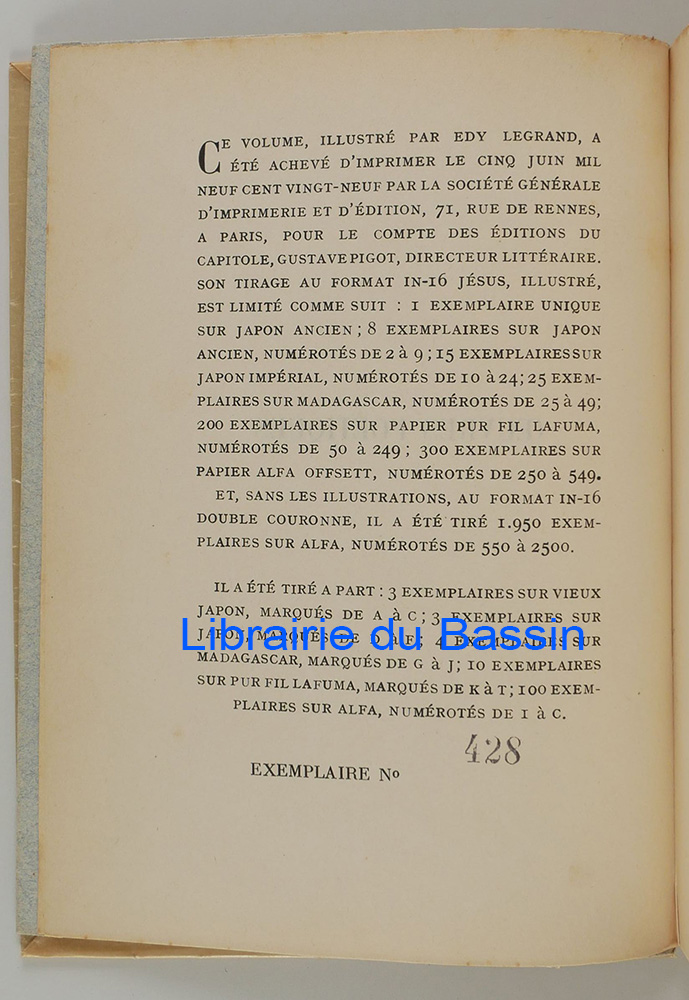 CE VOLUME, ILLUSTRÉ PAR EDY LEGRAND, A
ÉTÉ ACHEVÉ D'IMPRIMER LE CINQ JUIN MIL
NEUF CENT VINGT-NEUF PAR LA SOCIÉTÉ GÉNÉRALE
D'IMPRIMERIE ET D'ÉDITION, 71, RUE DE RENNES,
A PARIS, POUR LE COMPTE DES ÉDITIONS DU
CAPITOLE, GUSTAVE PIGOT, DIRECTEUR LITTÉRAIRE.
SON TIRAGE AU FORMAT IN-16 JÉSUS, ILLUSTRÉ,
EST LIMITÉ COMME SUIT : 1 EXEMPLAIRE UNIQUE
SUR JAPON ANCIEN ; 8 EXEMPLAIRES SUR JAPON
ANCIEN, NUMÉROTÉS DE 2 à 9 ; 15 EXEMPLAIRES SUR
JAPON IMPÉRIAL, NUMÉROTÉS DE 10 à 24; 25 EXEM-
PLAIRES SUR MADAGASCAR, NUMÉROTÉS DE 25 à 49;
200 EXEMPLAIRES SUR PAPIER PUR FIL LAFUMA,
NUMÉROTÉS DE 50 à 249 ; 300 EXEMPLAIRES SUR
PAPIER ALFA OFFSETT, NUMÉROTÉS DE 250 à 549.
ET, SANS LES ILLUSTRATIONS, AU FORMAT IN-16
DOUBLE COURONNE, IL A ÉTÉ TIRÉ 1.950 EXEM-
PLAIRES SUR ALFA, NUMÉROTÉS DE 550 à 2500.
IL A ÉTÉ TIRÉ A PART : 3 EXEMPLAIRES SUR VIEUX
JAPON, MARQUÉS DE A à C ; 3 EXEMPLAIRES SUR
JAPON, MARQUÉS DE D à F ; 4 EXEMPLAIRES SUR
Librairie du Bassin
MADAGASCAR, MARQUÉS DE G à J ; 10 EXEMPLAIRES
SUR PUR FIL LAFUMA, MARQUÉS DE K à T ; 100 EXEM-
PLAIRES SUR ALFA, NUMÉROTÉS DE I à C.
428
EXEMPLAIRE No